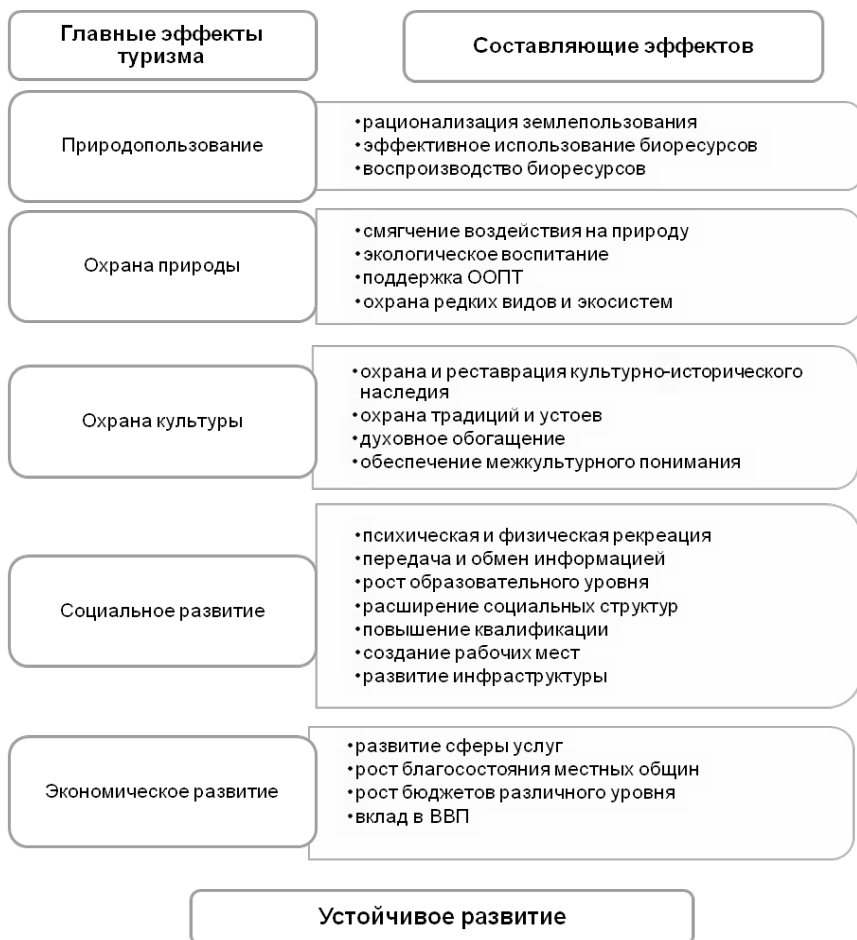 Главные эффекты
туризма
Составляющие эффектов
Природопользование
•рационализация землепользования
•эффективное использование биоресурсов
•воспроизводство биоресурсов
Охрана природы
•смягчение воздействия на природу
•экологическое воспитание
•поддержка ООПТ
•охрана редких видов и экосистем
Охрана культуры
•охрана и реставрация культурно-исторического
наследия
•охрана традиций и устоев
•духовное обогащение
•обеспечение межкультурного понимания
Социальное развитие
•психическая и физическая рекреация
•передача и обмен информацией
•рост образовательного уровня
•расширение социальных структур
•повышение квалификации
•создание рабочих мест
•развитие инфраструктуры
Экономическое развитие
•развитие сферы услуг
•рост благосостояния местных общин
•рост бюджетов различного уровня
•вклад в ВВП
Устойчивое развитие